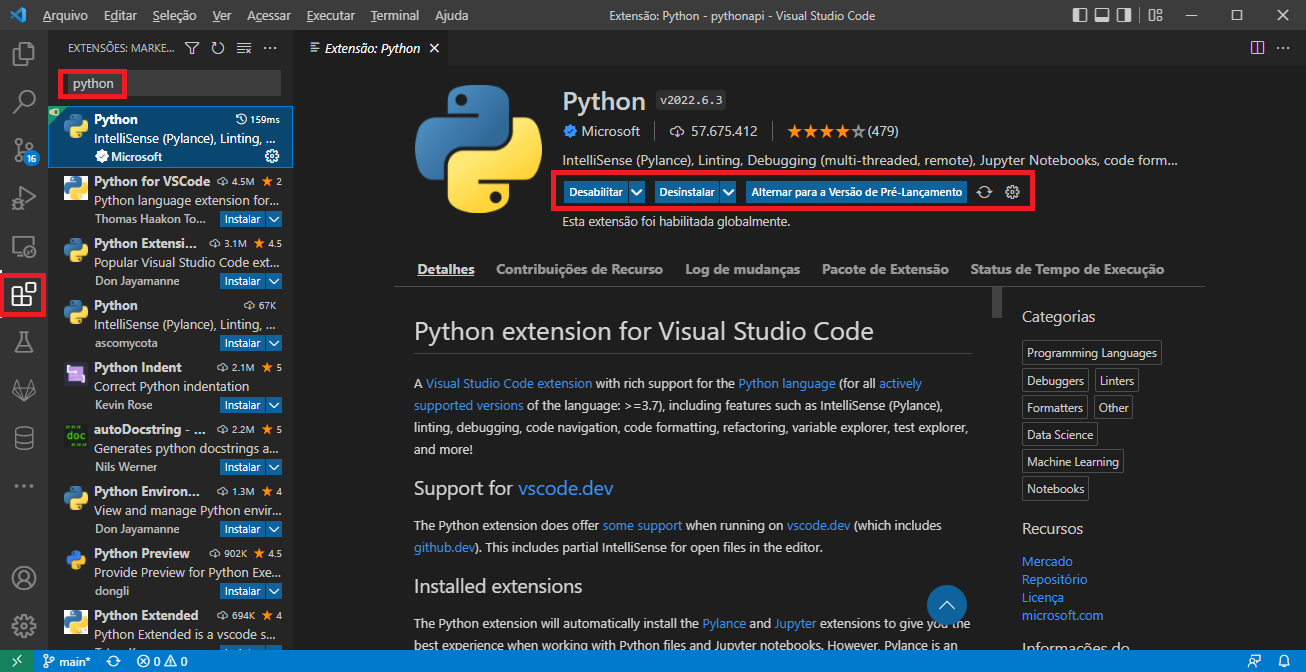 Arquivo Editar Seleção Ver Acessar Executar Terminal Ajuda
Extensão: Python - pythonapi - Visual Studio Code
EXTENSÕES: MARKE...
python
Python 159ms
IntelliSense (Pylance), Linting, ...
Microsoft
Python for VSCode 4.5M 2
Python language extension for...
Thomas Haakon To... Instalar
Python Extensi... 3.1M 4.5
Popular Visual Studio Code ext...
Don Jayamanne Instalar
Python 67K
IntelliSense (Pylance), Linting, ...
ascomycota Instalar
Python Indent 2.1M 5
Correct Python indentation
Kevin Rose Instalar
doc
autoDocstring - ... 2.2M 5
Generates python docstrings a...
Nils Werner Instalar
Python Environ... 1.3M 4
View and manage Python envir...
Don Jayamanne Instalar
Python Preview 902K 4.5
Provide Preview for Python Exe...
dongli Instalar
Python Extended 694K 4
Python Extended is a vscode s...
16
Extensão: Python
Python v2022.6.3
Microsoft 57.675.412 (479)
IntelliSense (Pylance), Linting, Debugging (multi-threaded, remote), Jupyter Notebooks, code form...
Desabilitar Desinstalar Alternar para a Versão de Pré-Lançamento
Esta extensão foi habilitada globalmente.
Detalhes Contribuições de Recurso Log de mudanças Pacote de Extensão Status de Tempo de Execução
Python extension for Visual Studio Code
A Visual Studio Code extension with rich support for the Python language (for all actively
supported versions of the language: >=3.7), including features such as IntelliSense (Pylance),
linting, debugging, code navigation, code formatting, refactoring, variable explorer, test explorer,
and more!
Support for vscode.dev
The Python extension does offer some support when running on vscode.dev (which includes
github.dev). This includes partial IntelliSense for open files in the editor.
Installed extensions
The Python extension will automatically install the Pylance and Jupyter extensions to give you the
best experience when working with Python files and Jupyter notebooks. However, Pylance is an
Categorias
Programming Languages
Debuggers Linters
Formatters Other
Data Science
Machine Learning
Notebooks
Recursos
Mercado
Repositório
Licença
microsoft.com
Informações do
main* 0 0